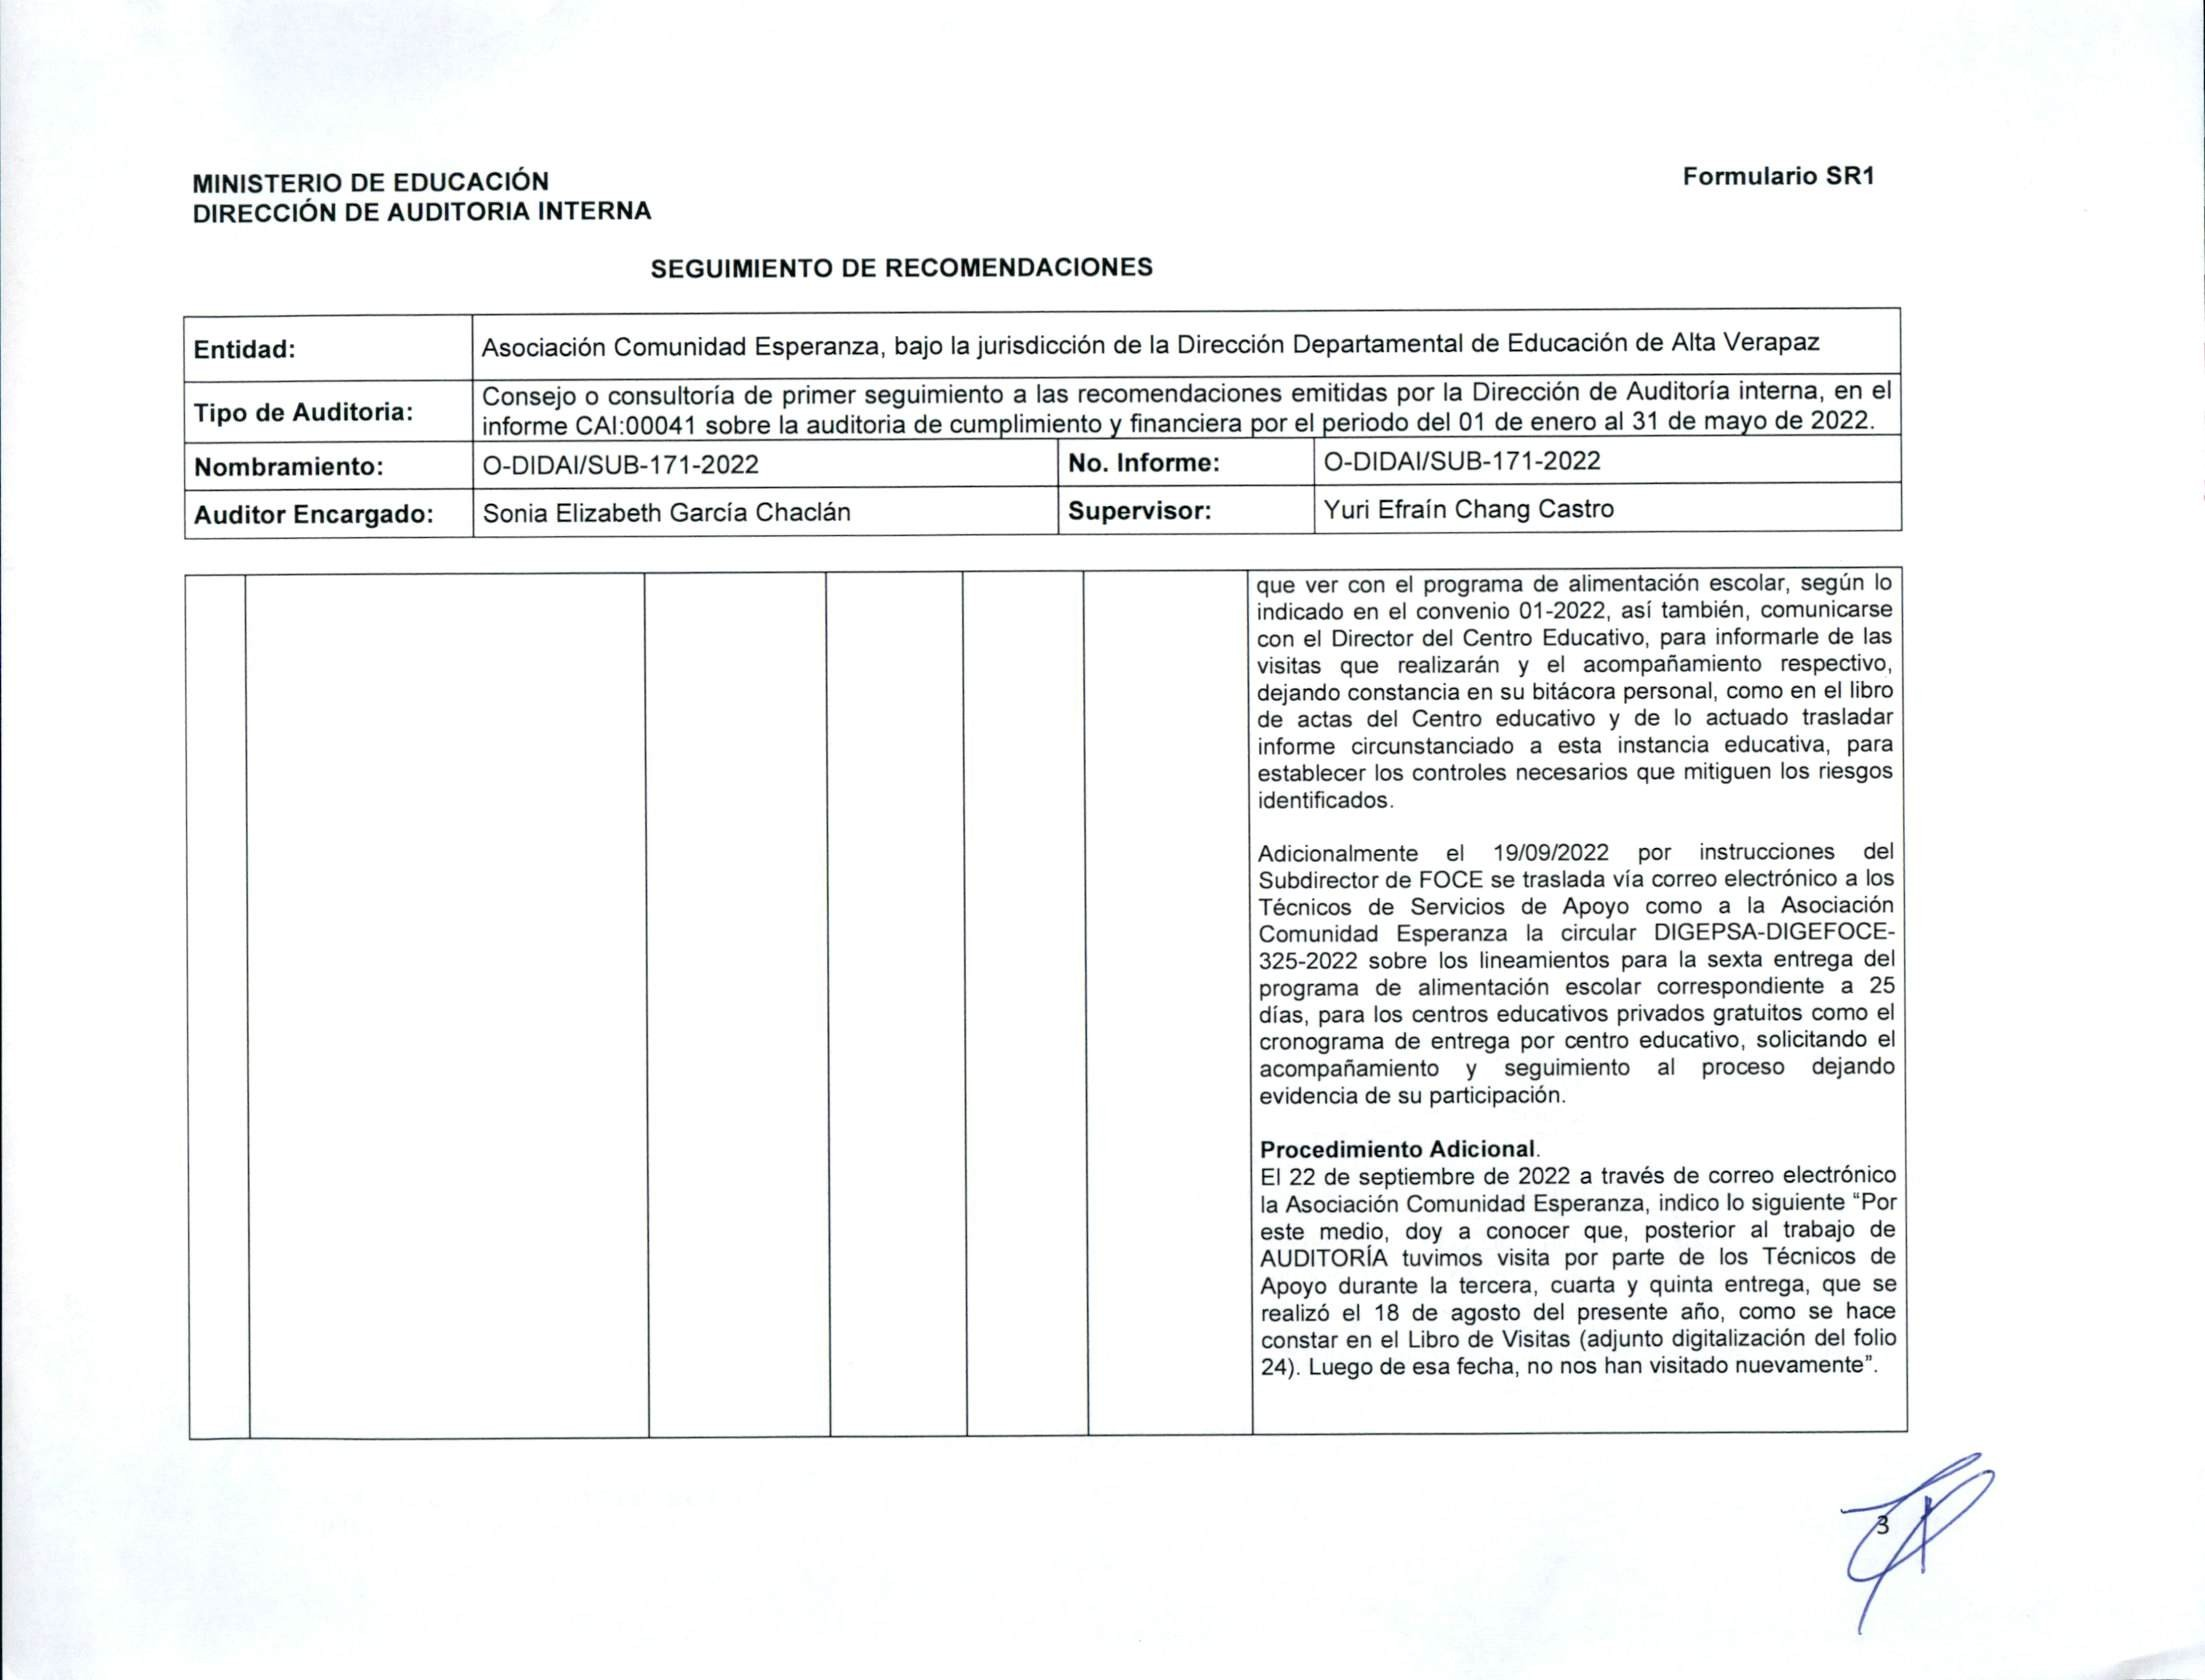 MINISTERIO DE EDUCACIÓN
DIRECCIÓN DE AUDITORIA INTERNA
Formulario SR1
SEGUIMIENTO DE RECOMENDACIONES
Entidad: Asociación Comunidad Esperanza, bajo la jurisdicción de la Dirección Departamental de Educación de Alta Verapaz
Tipo de Auditoria: Consejo o consultoría de primer seguimiento a las recomendaciones emitidas por la Dirección de Auditoría interna, en el
informe CAI:00041 sobre la auditoria de cumplimiento y financiera por el periodo del 01 de enero al 31 de mayo de 2022.
Nombramiento: O-DIDAI/SUB-171-2022 No. Informe: O-DIDAI/SUB-171-2022
Auditor Encargado: Sonia Elizabeth García Chaclán Supervisor: Yuri Efraín Chang Castro
que ver con el programa de alimentación escolar, según lo
indicado en el convenio 01-2022, así también, comunicarse
con el Director del Centro Educativo, para informarle de las
visitas que realizarán y el acompañamiento respectivo,
dejando constancia en su bitácora personal, como en el libro
de actas del Centro educativo y de lo actuado trasladar
informe circunstanciado a esta instancia educativa, para
establecer los controles necesarios que mitiguen los riesgos
identificados.
Adicionalmente el 19/09/2022 por instrucciones del
Subdirector de FOCE se traslada vía correo electrónico a los
Técnicos de Servicios de Apoyo como a la Asociación
Comunidad Esperanza la circular DIGEPSA-DIGEFOCE-
325-2022 sobre los lineamientos para la sexta entrega del
programa de alimentación escolar correspondiente a 25
días, para los centros educativos privados gratuitos como el
cronograma de entrega por centro educativo, solicitando el
acompañamiento y seguimiento al proceso dejando
evidencia de su participación.
Procedimiento Adicional.
El 22 de septiembre de 2022 a través de correo electrónico
la Asociación Comunidad Esperanza, indico lo siguiente “Por
este medio, doy a conocer que, posterior al trabajo de
AUDITORÍA tuvimos visita por parte de los Técnicos de
Apoyo durante la tercera, cuarta y quinta entrega, que se
realizó el 18 de agosto del presente año, como se hace
constar en el Libro de Visitas (adjunto digitalización del folio
24). Luego de esa fecha, no nos han visitado nuevamente”.
3